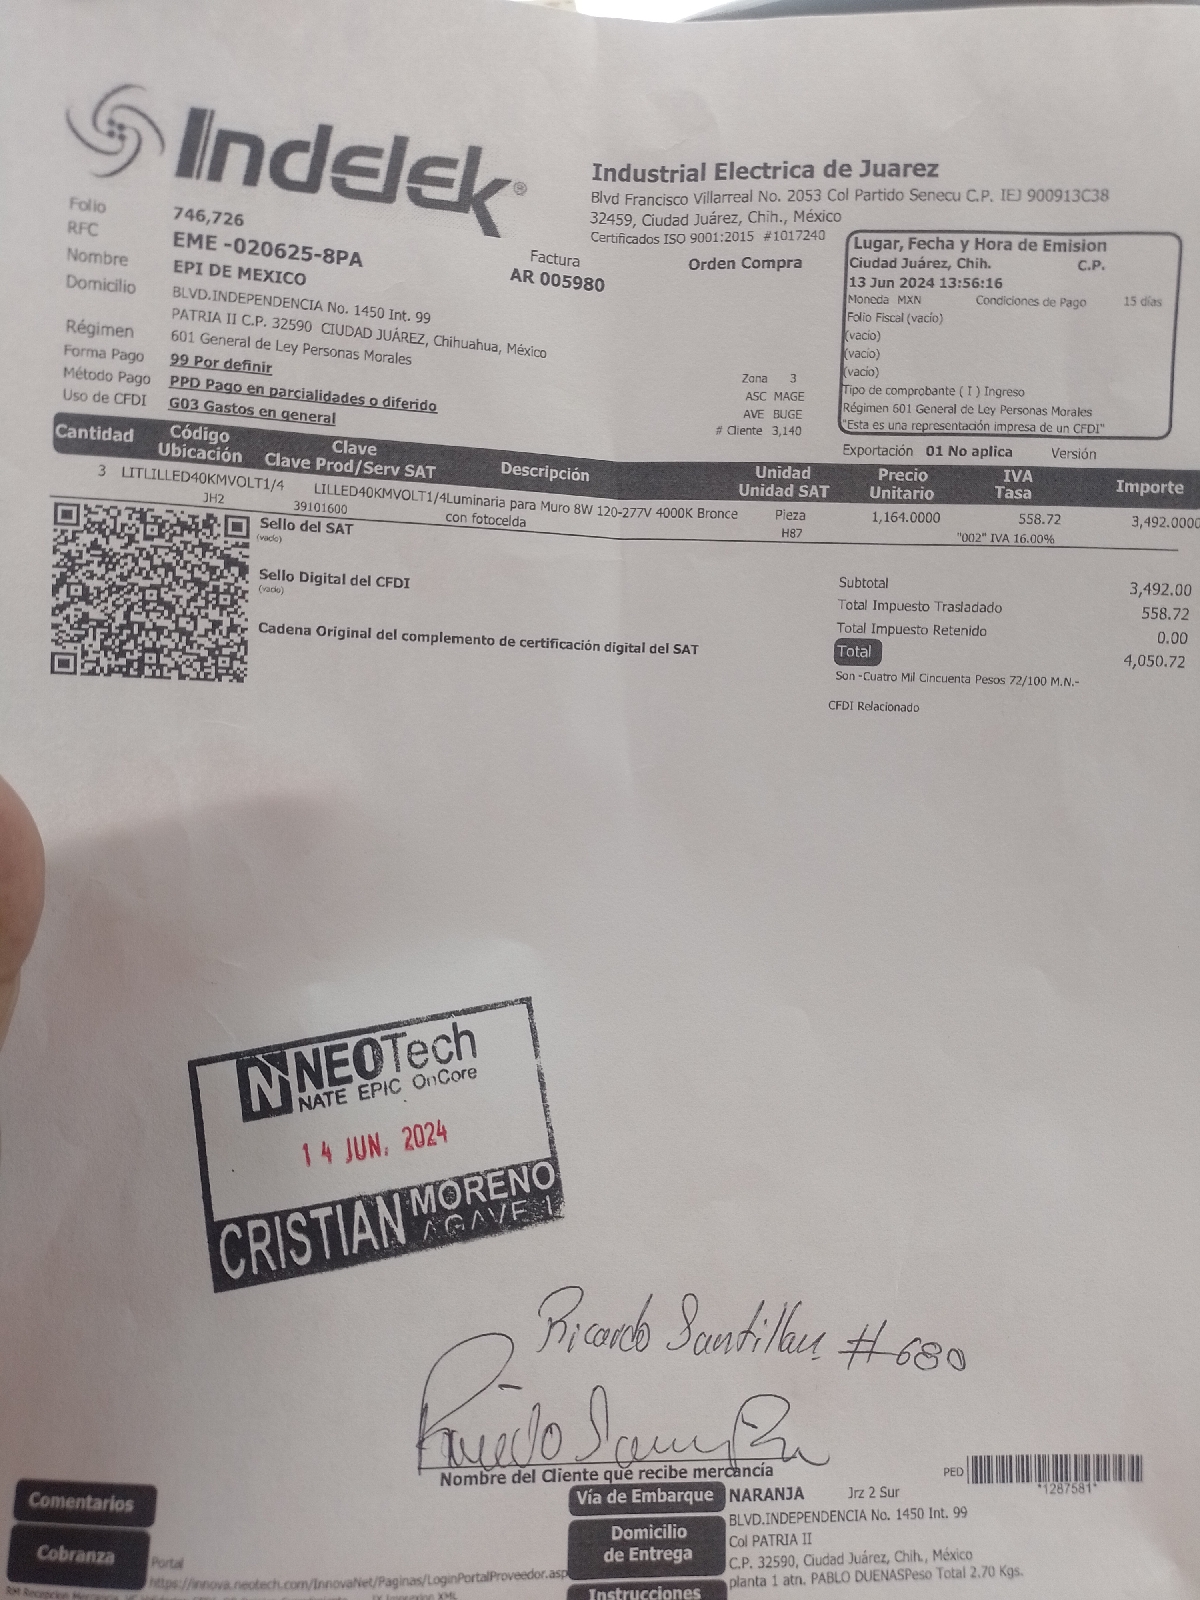 Indelek®
Industrial Electrica de Juarez
Blvd Francisco Villarreal No. 2053 Col Partido Senecu C.P. IEJ 900913C38
32459, Ciudad Juárez, Chih., México
Certificados ISO 9001:2015 #1017240
Folio 746,726
RFC EME -020625-8PA
Nombre EPI DE MEXICO
Domicilio BLVD.INDEPENDENCIA No. 1450 Int. 99
PATRIA II C.P. 32590 CIUDAD JUÁREZ, Chihuahua, México
Régimen 601 General de Ley Personas Morales
Forma Pago 99 Por definir
Método Pago PPD Pago en parcialidades o diferido
Uso de CFDI G03 Gastos en general
Factura
AR 005980
Orden Compra
Zona 3
ASC MAGE
AVE BUGE
# Cliente 3,140
Lugar, Fecha y Hora de Emision
Ciudad Juárez, Chih. C.P.
13 Jun 2024 13:56:16
Moneda MXN Condiciones de Pago 15 días
Folio Fiscal (vacío)
(vacío)
(vacío)
(vacío)
Tipo de comprobante ( I ) Ingreso
Régimen 601 General de Ley Personas Morales
"Esta es una representación impresa de un CFDI"
Exportación 01 No aplica Versión
Cantidad Código Ubicación Clave Clave Prod/Serv SAT Descripción Unidad Unidad SAT Precio Unitario IVA Tasa Importe
3 LITLILLED40KMVOLT1/4 LILLED40KMVOLT1/4 Luminaria para Muro 8W 120-277V 4000K Bronce Pieza 1,164.0000 558.72 3,492.0000
JH2 39101600 con fotocelda H87 "002" IVA 16.00%
Sello del SAT
(vacio)
Sello Digital del CFDI
(vacio)
Cadena Original del complemento de certificación digital del SAT
Subtotal 3,492.00
Total Impuesto Trasladado 558.72
Total Impuesto Retenido 0.00
Total 4,050.72
Son -Cuatro Mil Cincuenta Pesos 72/100 M.N.-
CFDI Relacionado
N NEOTech
NATE EPIC OnCore
14 JUN. 2024
CRISTIAN MORENO
AGAVE 1
Ricardo Santillan #680
Nombre del Cliente que recibe mercancía
PED *1287581*
Comentarios
Cobranza
Portal
https://innova.neotech.com/InnovaNet/Paginas/LoginPortalProveedor.asp
Vía de Embarque NARANJA Jrz 2 Sur
Domicilio de Entrega
BLVD.INDEPENDENCIA No. 1450 Int. 99
Col PATRIA II
C.P. 32590, Ciudad Juárez, Chih., México
planta 1 atn. PABLO DUENASPeso Total 2.70 Kgs.
Instrucciones